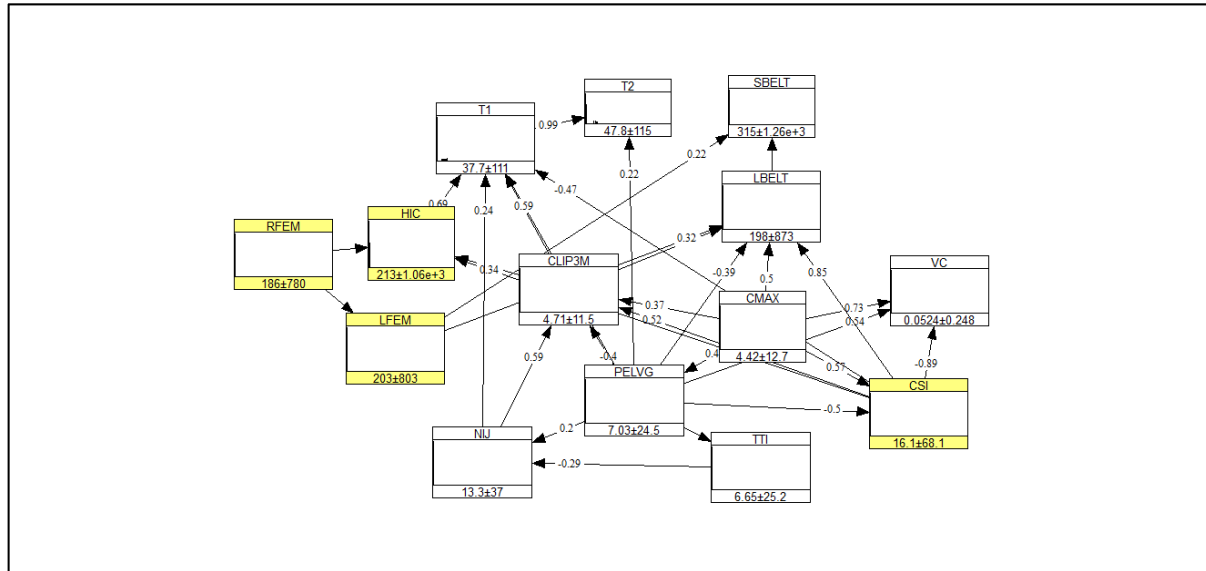 SBELT
T2
T1
0.99
315±1.26e+3
47.8±115
0.22
37.7±111
0.22
LBELT
-0.47
0.69
0.24
0.59
HIC
RFEM
198±873
0.32
VC
213±1.06e+3
0.34
CLIP3M
-0.39
0.5
0.85
186±780
CMAX
0.37
0.73
LFEM
4.71±11.5
0.52
0.54
0.0524±0.248
203±803
0.59
-0.4
0.4
4.42±12.7
0.57
-0.89
PELVG
CSI
-0.5
7.03±24.5
0.2
NIJ
TTI
16.1±68.1
-0.29
13.3±37
6.65±25.2